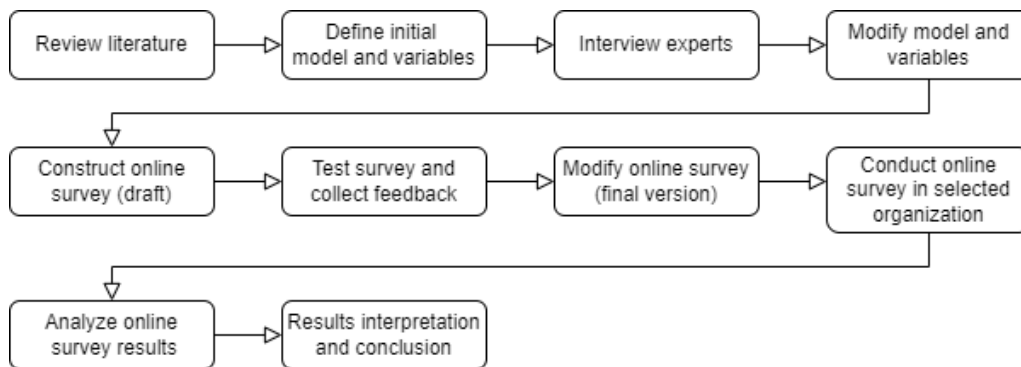 Review literature
Define initial
model and variables
Interview experts
Modify model and
variables
Construct online
survey (draft)
Test survey and
collect feedback
Modify online survey
(final version)
Conduct online
survey in selected
organization
Analyze online
survey results
Results interpretation
and conclusion